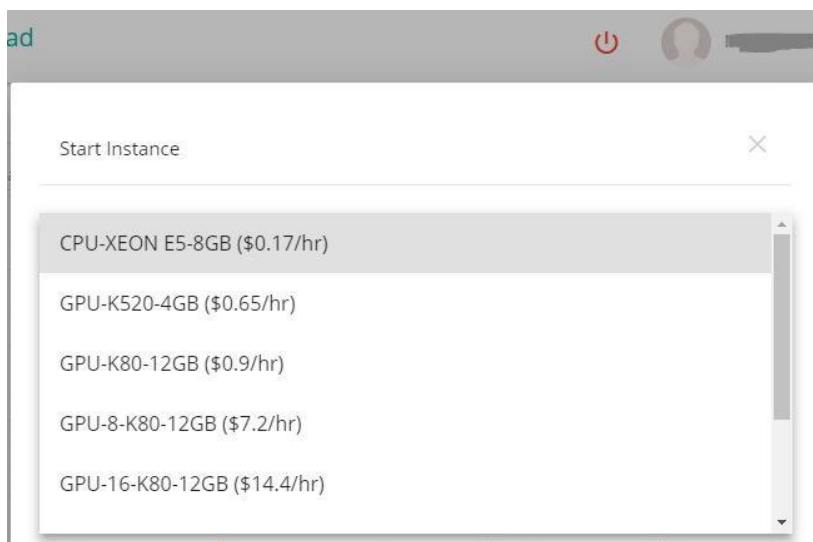 ad
Start Instance
CPU-XEON E5-8GB ($0.17/hr)
GPU-K520-4GB ($0.65/hr)
GPU-K80-12GB ($0.9/hr)
GPU-8-K80-12GB ($7.2/hr)
GPU-16-K80-12GB ($14.4/hr)